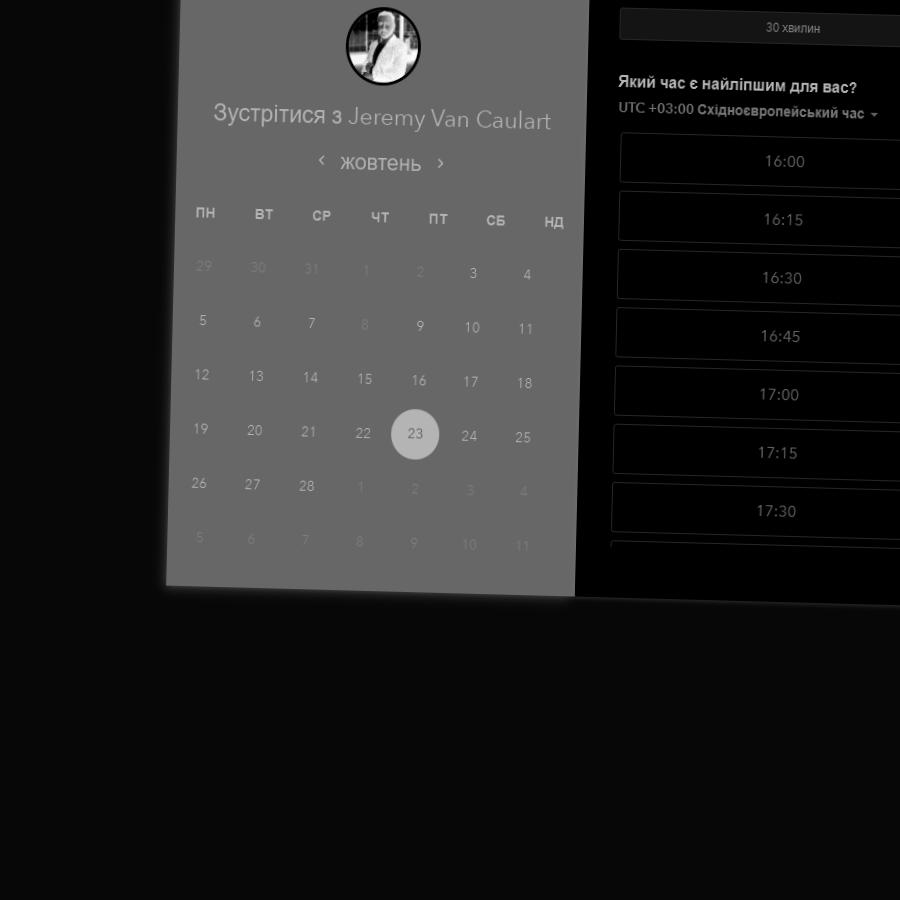 Зустрітися з Jeremy Van Caulart
‹ жовтень ›
ПН ВТ СР ЧТ ПТ СБ НД
29 30 31 1 2 3 4
5 6 7 8 9 10 11
12 13 14 15 16 17 18
19 20 21 22 23 24 25
26 27 28 1 2 3 4
5 6 7 8 9 10 11
30 хвилин
Який час є найліпшим для вас?
UTC +03:00 Східноєвропейський час
16:00
16:15
16:30
16:45
17:00
17:15
17:30